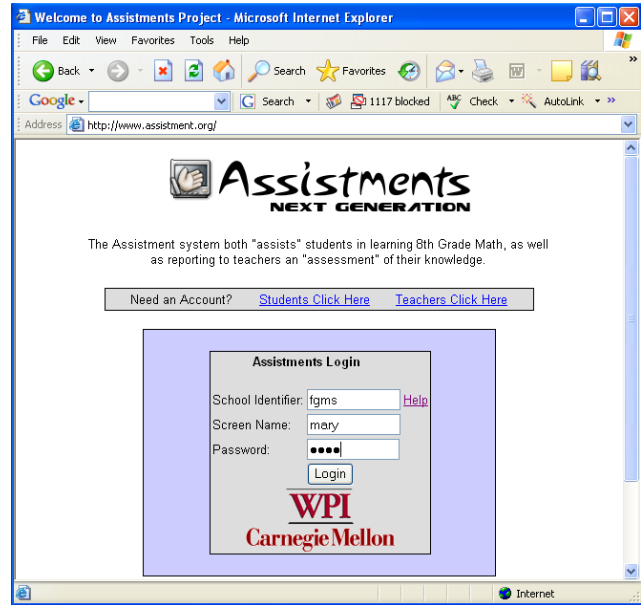 Welcome to Assistments Project - Microsoft Internet Explorer
File Edit View Favorites Tools Help
Back Search Favorites W »
Google G Search 1117 blocked ABC Check AutoLink »
Address http://www.assistment.org/
Assistments
NEXT GENERATION
The Assistment system both "assists" students in learning 8th Grade Math, as well
as reporting to teachers an "assessment" of their knowledge.
Need an Account? Students Click Here Teachers Click Here
Assistments Login
School Identifier: fgms Help
Screen Name: mary
Password: ••••
Login
WPI
Carnegie Mellon
Internet